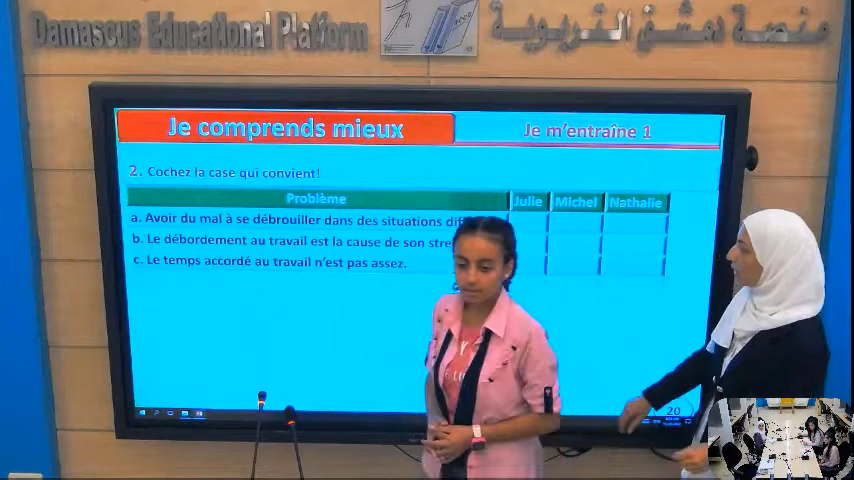 Damascus Educational Platform
منصة دمشق التربوية
Je comprends mieux
Je m'entraîne 1
2. Cochez la case qui convient!
Problème Julie Michel Nathalie
a. Avoir du mal à se débrouiller dans des situations
b. Le débordement au travail est la cause de son
c. Le temps accordé au travail n'est pas assez.
20